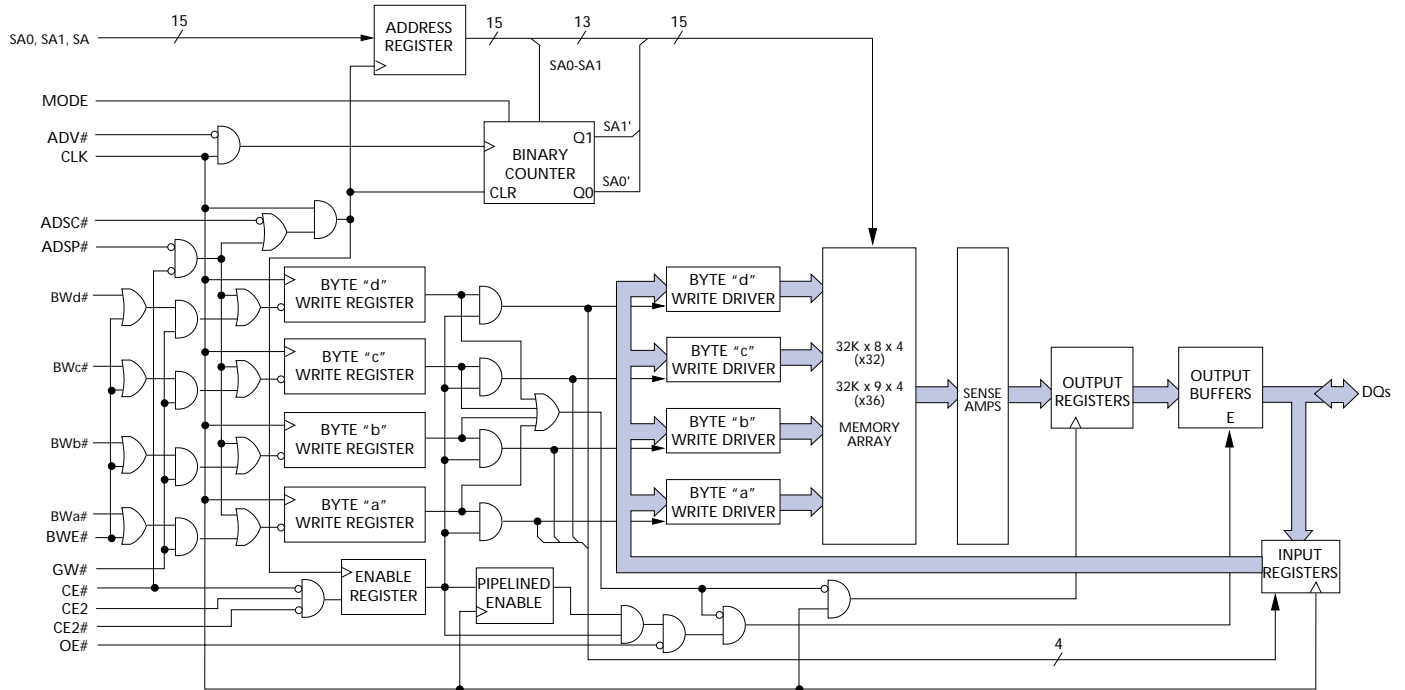 15
ADDRESS
REGISTER
15
13
15
SA0, SA1, SA
SA0-SA1
MODE
ADV#
CLK
BINARY
COUNTER
Q1
SA1'
CLR
Q0
SA0'
ADSC#
ADSP#
BWd#
BYTE "d"
WRITE REGISTER
BYTE "d"
WRITE DRIVER
BWc#
BYTE "c"
WRITE REGISTER
BYTE "c"
WRITE DRIVER
BWb#
BYTE "b"
WRITE REGISTER
BYTE "b"
WRITE DRIVER
BWa#
BWE#
BYTE "a"
WRITE REGISTER
BYTE "a"
WRITE DRIVER
32K x 8 x 4
(x32)
32K x 9 x 4
(x36)
MEMORY
ARRAY
SENSE
AMPS
OUTPUT
REGISTERS
OUTPUT
BUFFERS
E
DQs
INPUT
REGISTERS
GW#
CE#
CE2
CE2#
OE#
ENABLE
REGISTER
PIPELINED
ENABLE
4